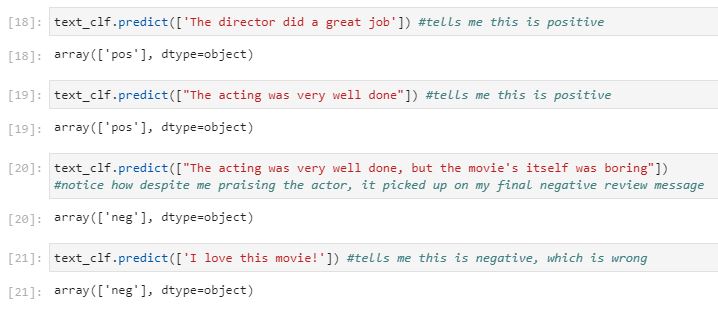 [18]: text_clf.predict(['The director did a great job']) #tells me this is positive
[18]: array(['pos'], dtype=object)
[19]: text_clf.predict(["The acting was very well done"]) #tells me this is positive
[19]: array(['pos'], dtype=object)
[20]: text_clf.predict(["The acting was very well done, but the movie's itself was boring"])
#notice how despite me praising the actor, it picked up on my final negative review message
[20]: array(['neg'], dtype=object)
[21]: text_clf.predict(['I love this movie!']) #tells me this is negative, which is wrong
[21]: array(['neg'], dtype=object)